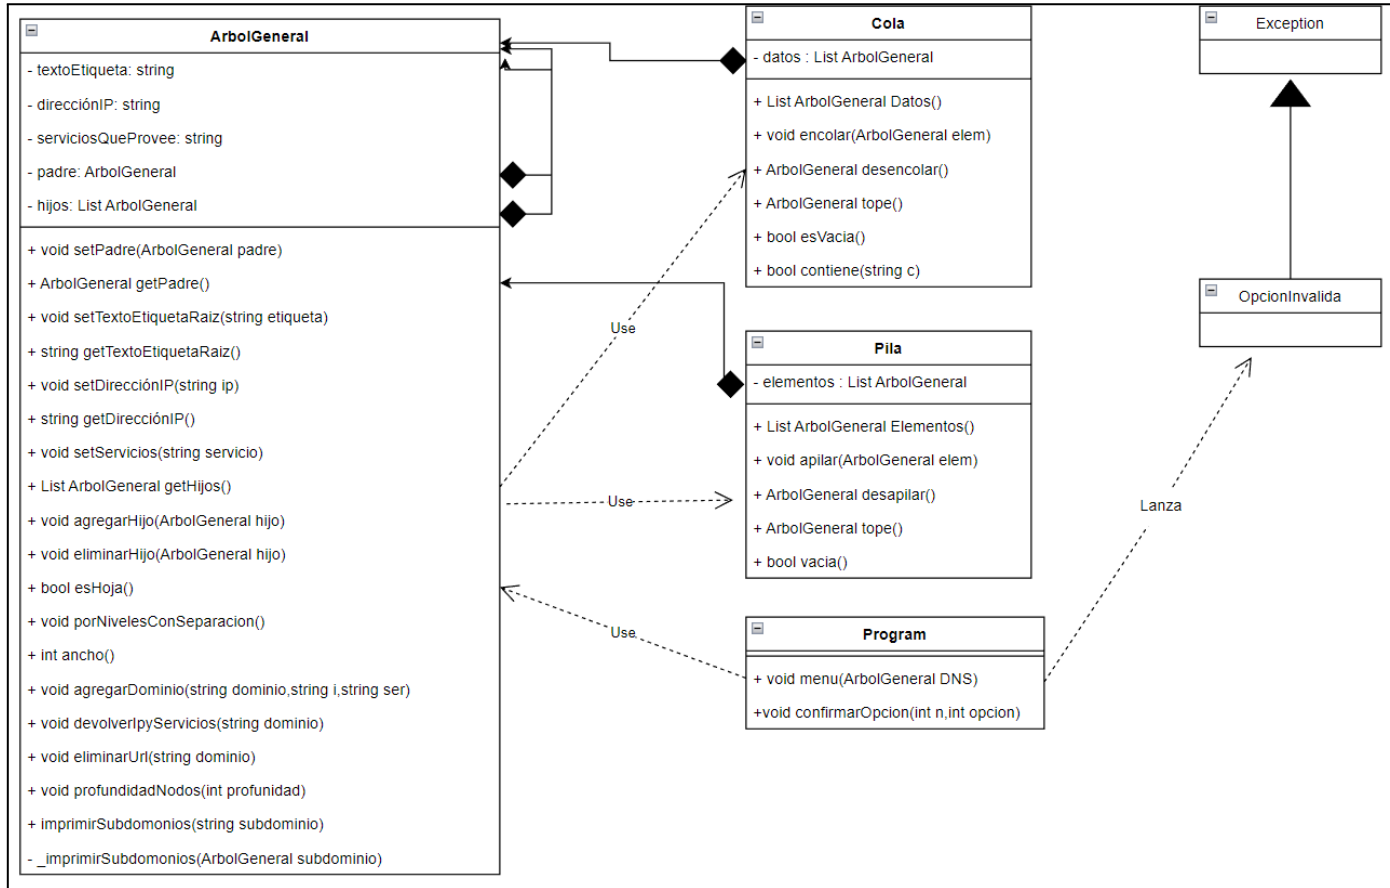 ArbolGeneral
- textoEtiqueta: string
- direcciónIP: string
- serviciosQueProvee: string
- padre: ArbolGeneral
- hijos: List ArbolGeneral
+ void setPadre(ArbolGeneral padre)
+ ArbolGeneral getPadre()
+ void setTextoEtiquetaRaiz(string etiqueta)
+ string getTextoEtiquetaRaiz()
+ void setDirecciónIP(string ip)
+ string getDirecciónIP()
+ void setServicios(string servicio)
+ List ArbolGeneral getHijos()
+ void agregarHijo(ArbolGeneral hijo)
+ void eliminarHijo(ArbolGeneral hijo)
+ bool esHoja()
+ void porNivelesConSeparacion()
+ int ancho()
+ void agregarDominio(string dominio,string i,string ser)
+ void devolverIpyServicios(string dominio)
+ void eliminarUrl(string dominio)
+ void profundidadNodos(int profunidad)
+ imprimirSubdomonios(string subdominio)
- _imprimirSubdomonios(ArbolGeneral subdominio)
Use
Use
Use
Cola
- datos : List ArbolGeneral
+ List ArbolGeneral Datos()
+ void encolar(ArbolGeneral elem)
+ ArbolGeneral desencolar()
+ ArbolGeneral tope()
+ bool esVacia()
+ bool contiene(string c)
Pila
- elementos : List ArbolGeneral
+ List ArbolGeneral Elementos()
+ void apilar(ArbolGeneral elem)
+ ArbolGeneral desapilar()
+ ArbolGeneral tope()
+ bool vacia()
Program
+ void menu(ArbolGeneral DNS)
+void confirmarOpcion(int n,int opcion)
Exception
OpcionInvalida
Lanza